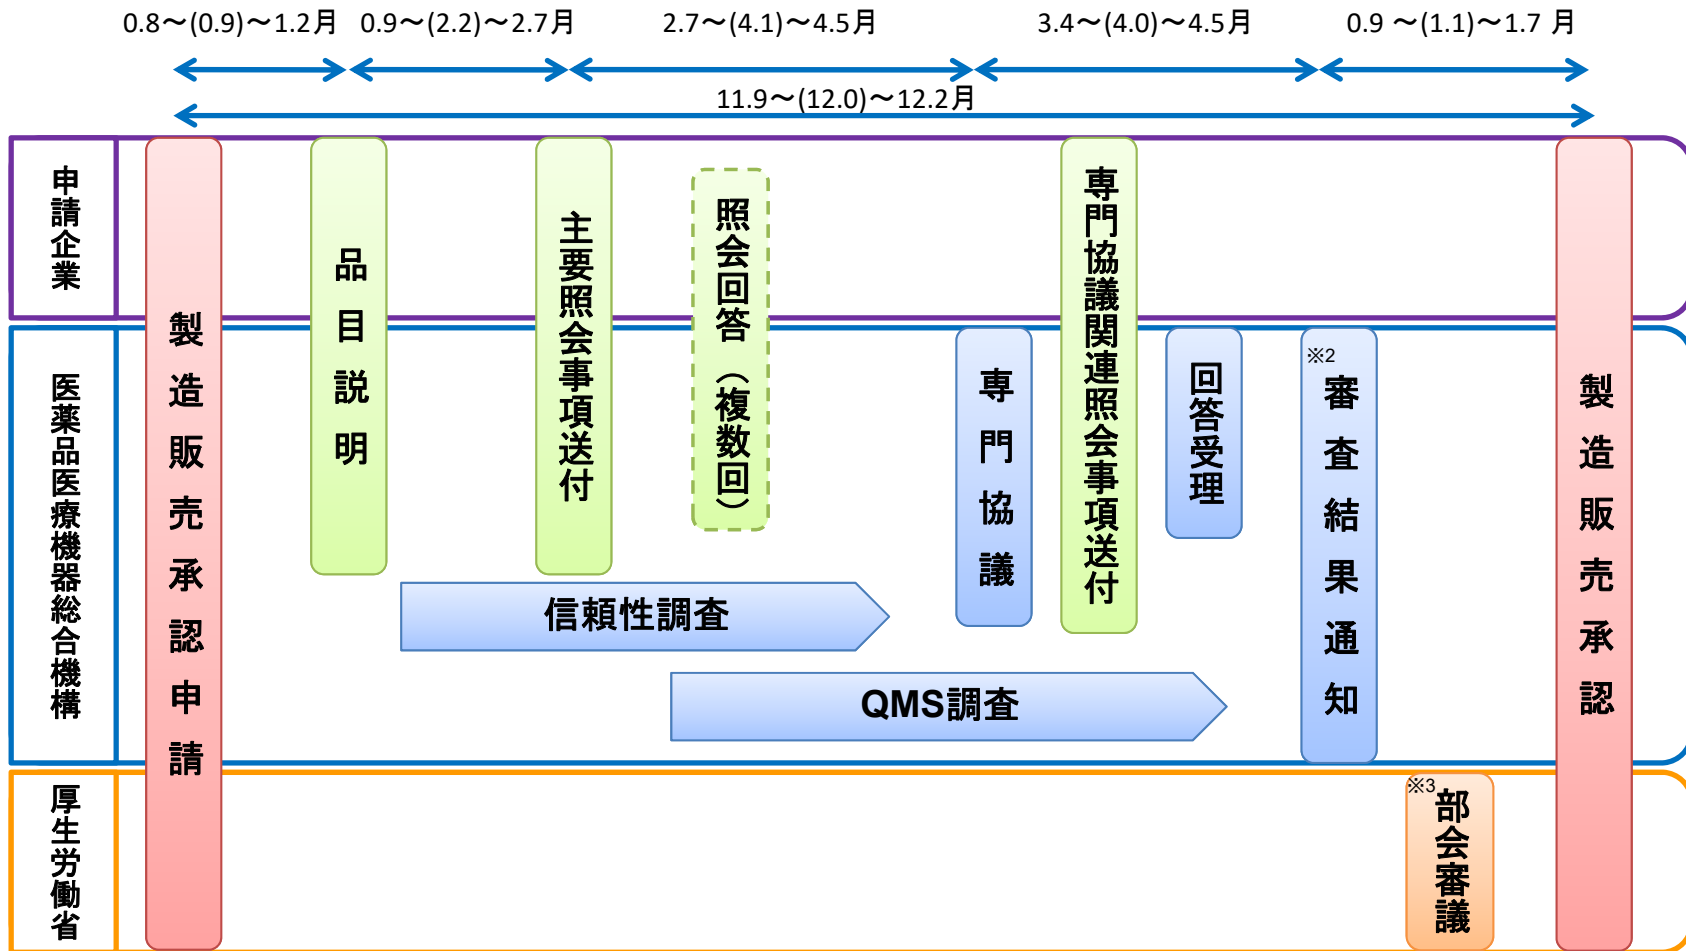 0.8～(0.9)～1.2月
0.9～(2.2)～2.7月
2.7～(4.1)～4.5月
3.4～(4.0)～4.5月
0.9 ～(1.1)～1.7 月
11.9～(12.0)～12.2月
申請企業
医薬品医療機器総合機構
厚生労働省
製造販売承認申請
品目説明
主要照会事項送付
照会回答（複数回）
専門協議
専門協議関連照会事項送付
回答受理
※2
審査結果通知
製造販売承認
信頼性調査
QMS調査
※3
部会審議